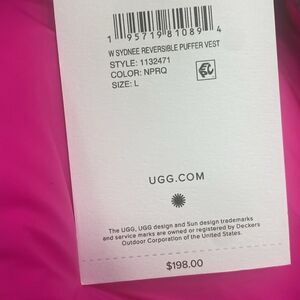 1 95719 81089 4
W SYDNEE REVERSIBLE PUFFER VEST
STYLE: 1132471
COLOR: NPRQ
SIZE: L
UGG.COM
The UGG, UGG design and Sun design trademarks
and service marks are owned or registered by Deckers
Outdoor Corporation of the United States.
$198.00